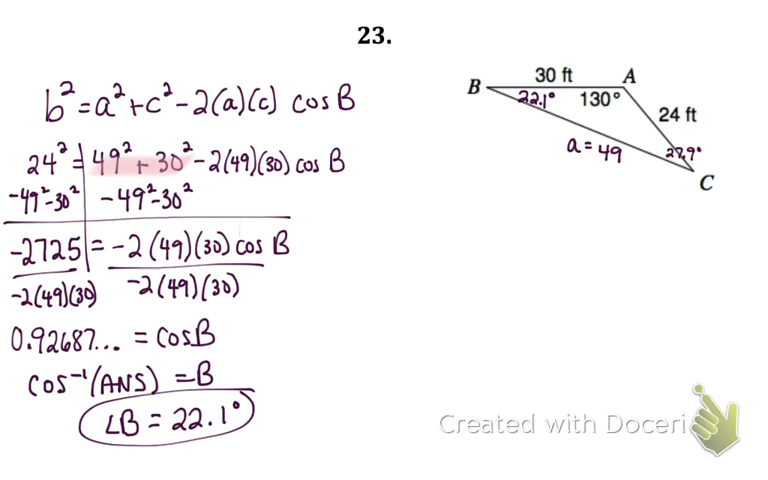 23.
b² = a² + c² - 2(a)(c) cos B
24² = 49² + 30² - 2(49)(30) cos B
-49² -30² -49² -30²
-2725 = -2(49)(30) cos B
-2(49)(30) -2(49)(30)
0.92687... = cos B
cos⁻¹(ANS) = B
∠B = 22.1°
30 ft
A
B
22.1°
130°
24 ft
a = 49
27.9°
C
Created with Doceri